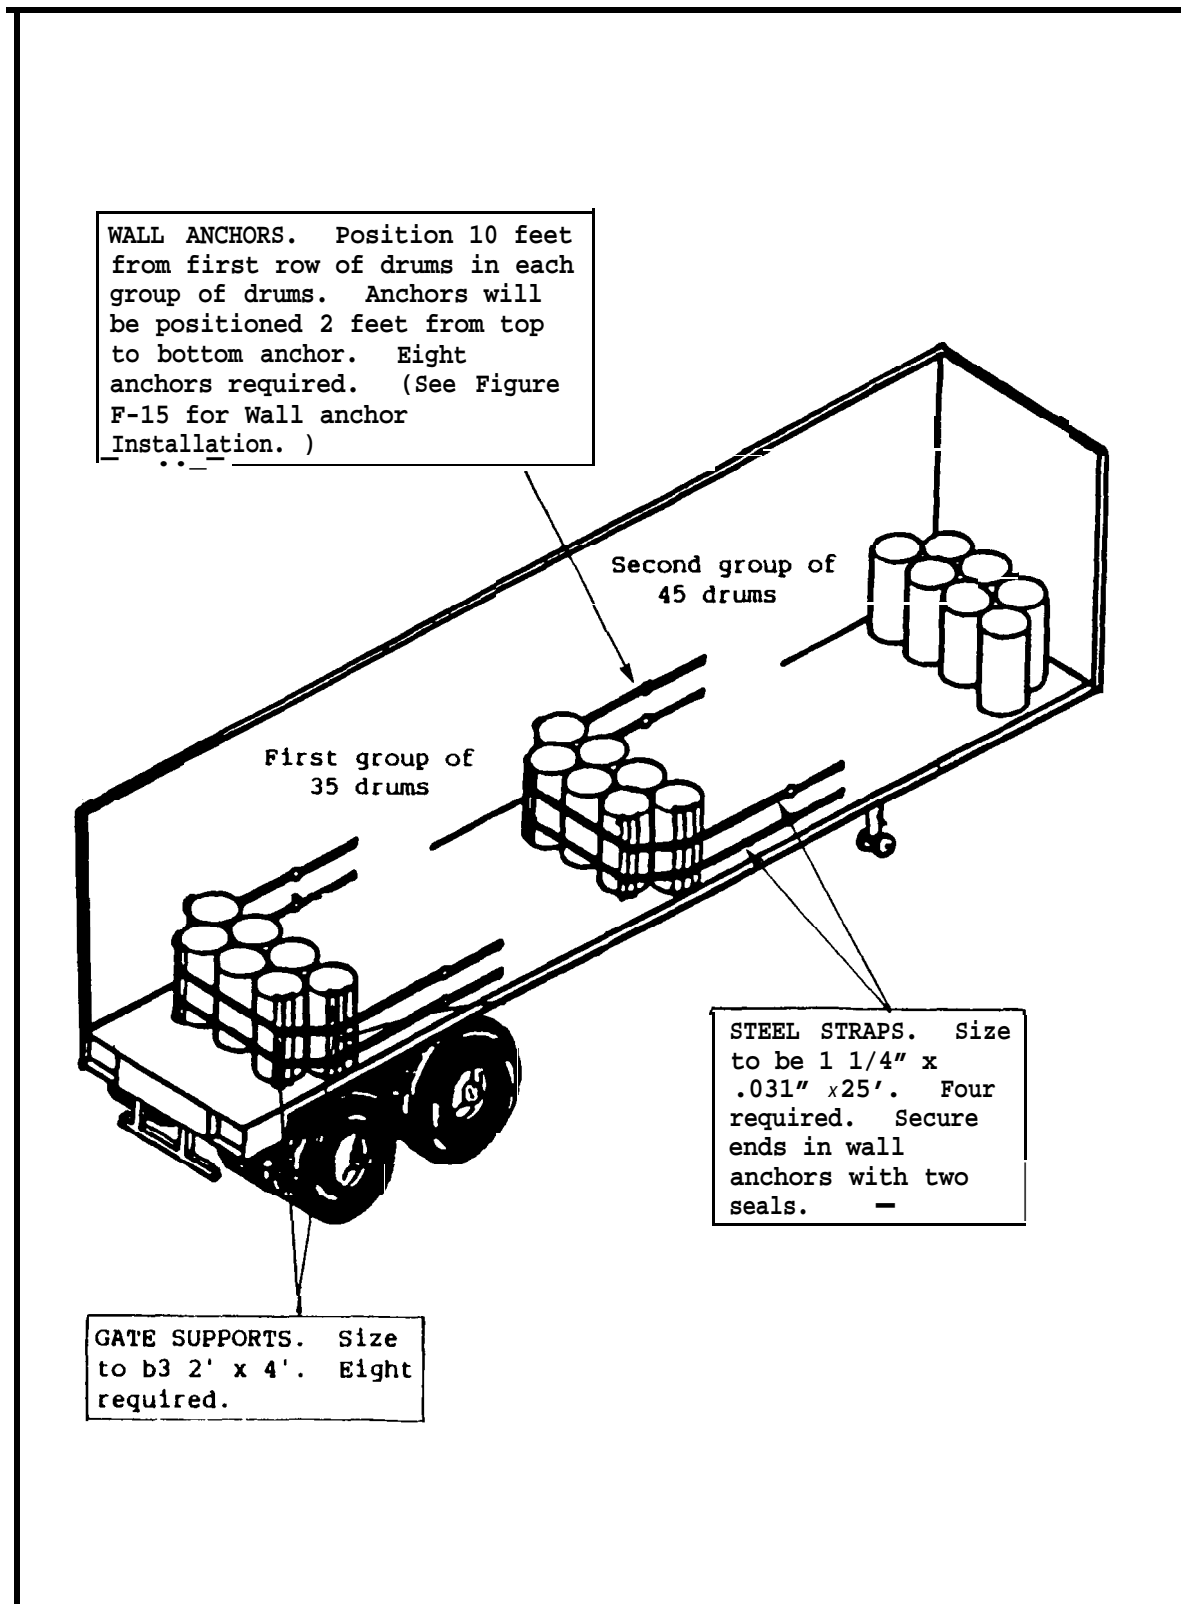 WALL ANCHORS. Position 10 feet
from first row of drums in each
group of drums. Anchors will
be positioned 2 feet from top
to bottom anchor. Eight
anchors required. (See Figure
F-15 for Wall anchor
Installation. )
Second group of
45 drums
First group of
35 drums
STEEL STRAPS. Size
to be 1 1/4" x
.031" x25'. Four
required. Secure
ends in wall
anchors with two
seals.
GATE SUPPORTS. Size
to b3 2' x 4'. Eight
required.